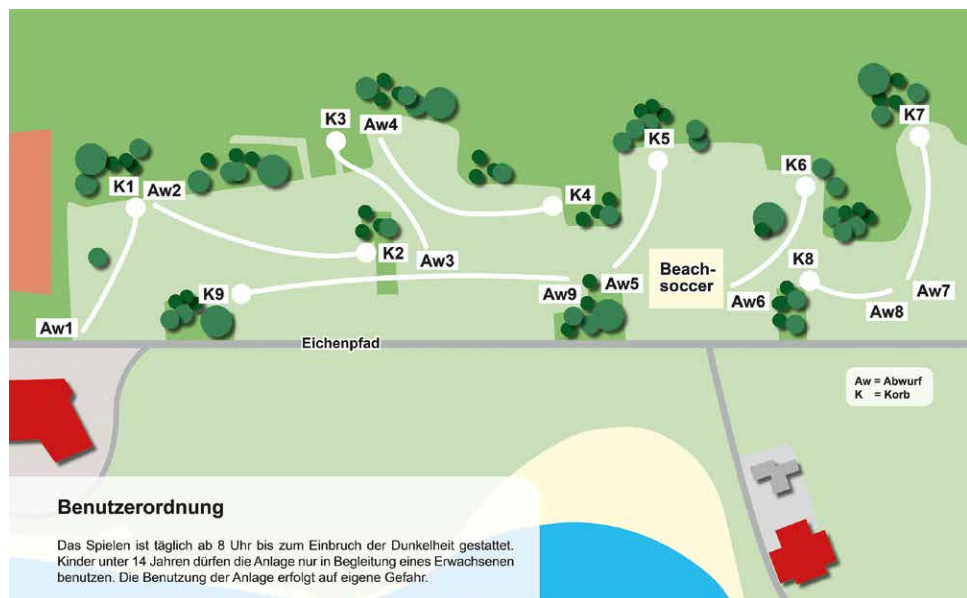 K3
Aw4
K7
K5
K1
Aw2
K6
K4
K2
Aw3
Beach-
soccer
K8
K9
Aw9
Aw5
Aw6
Aw7
Aw8
Aw1
Eichenpfad
Aw = Abwurf
K = Korb
Benutzerordnung
Das Spielen ist täglich ab 8 Uhr bis zum Einbruch der Dunkelheit gestattet.
Kinder unter 14 Jahren dürfen die Anlage nur in Begleitung eines Erwachsenen
benutzen. Die Benutzung der Anlage erfolgt auf eigene Gefahr.